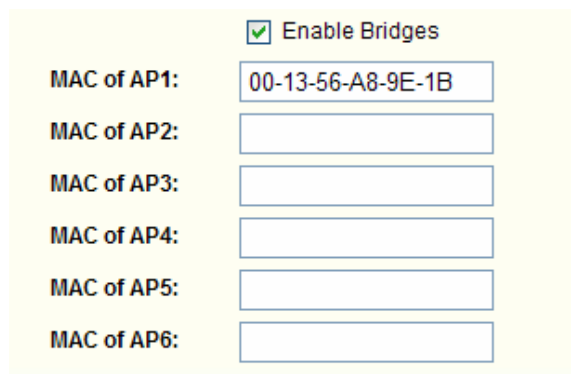 Enable Bridges
MAC of AP1: 00-13-56-A8-9E-1B
MAC of AP2:
MAC of AP3:
MAC of AP4:
MAC of AP5:
MAC of AP6: